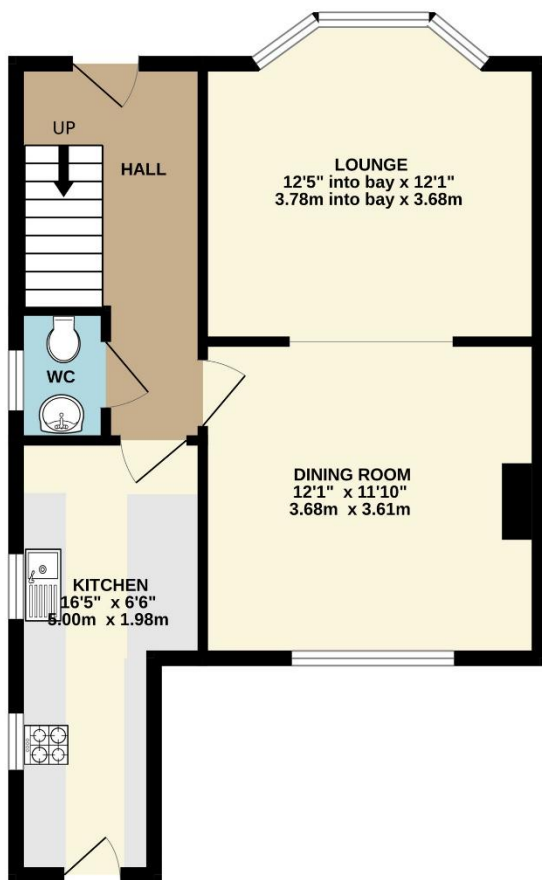 UP
HALL
LOUNGE
12'5" into bay x 12'1"
3.78m into bay x 3.68m
WC
DINING ROOM
12'1" x 11'10"
3.68m x 3.61m
KITCHEN
16'5" x 6'6"
5.00m x 1.98m